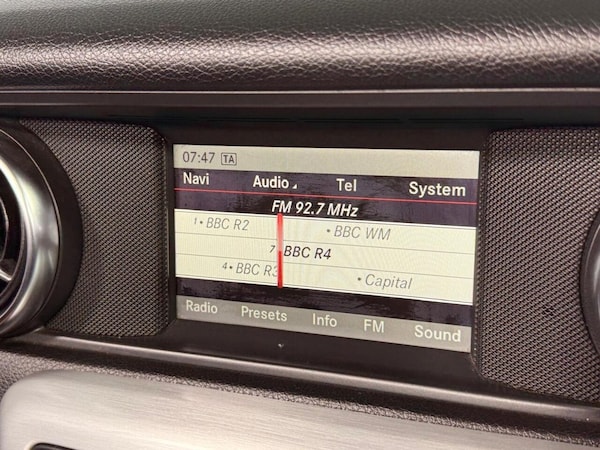 07:47 TA
Navi Audio Tel System
FM 92.7 MHz
1 • BBC R2 • BBC WM
7 BBC R4
4 • BBC R3 • Capital
Radio Presets Info FM Sound